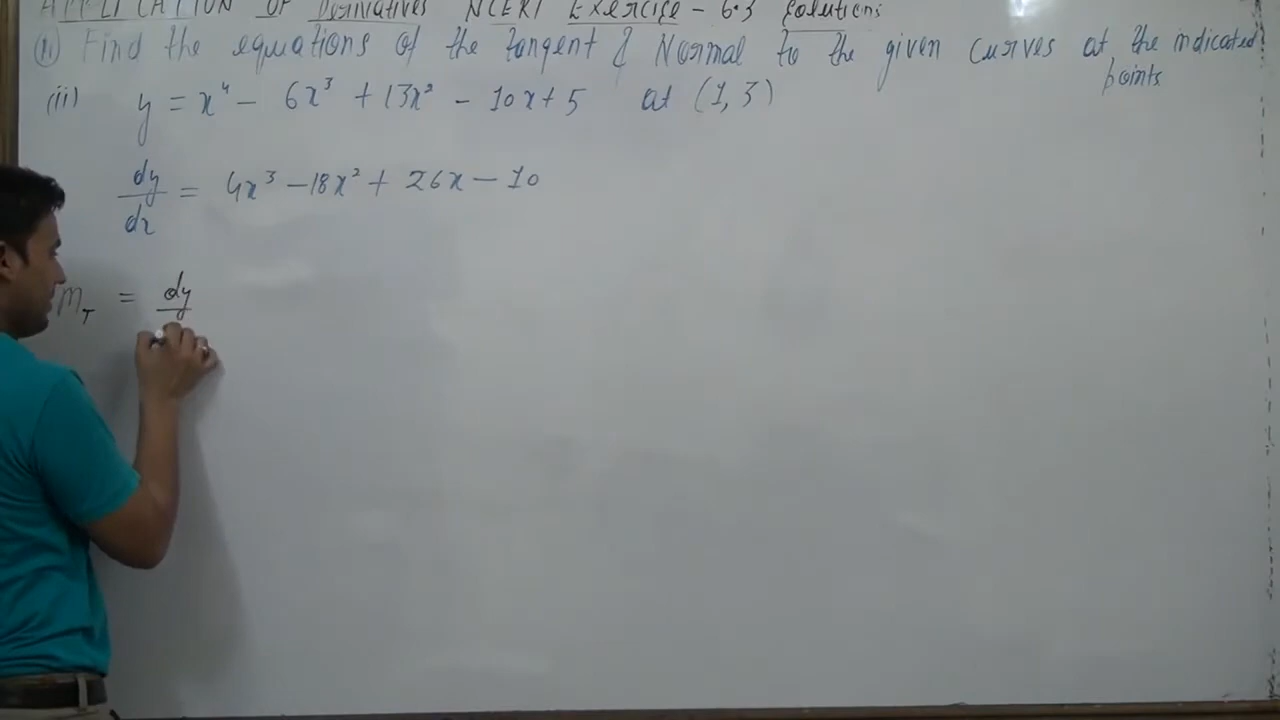 APPLICATION OF Derivatives NCERT Exercise - 6.3 Solutions
Find the equations of the tangent & Normal to the given curves at the indicated points
(ii) y = x⁴ - 6x³ + 13x² - 10x + 5 at (1, 3)
dy/dx = 4x³ - 18x² + 26x - 10
m_T = dy